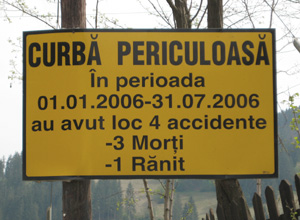 CURBĂ PERICULOASĂ
În perioada
01.01.2006-31.07.2006
au avut loc 4 accidente
-3 Morți
-1 Rănit